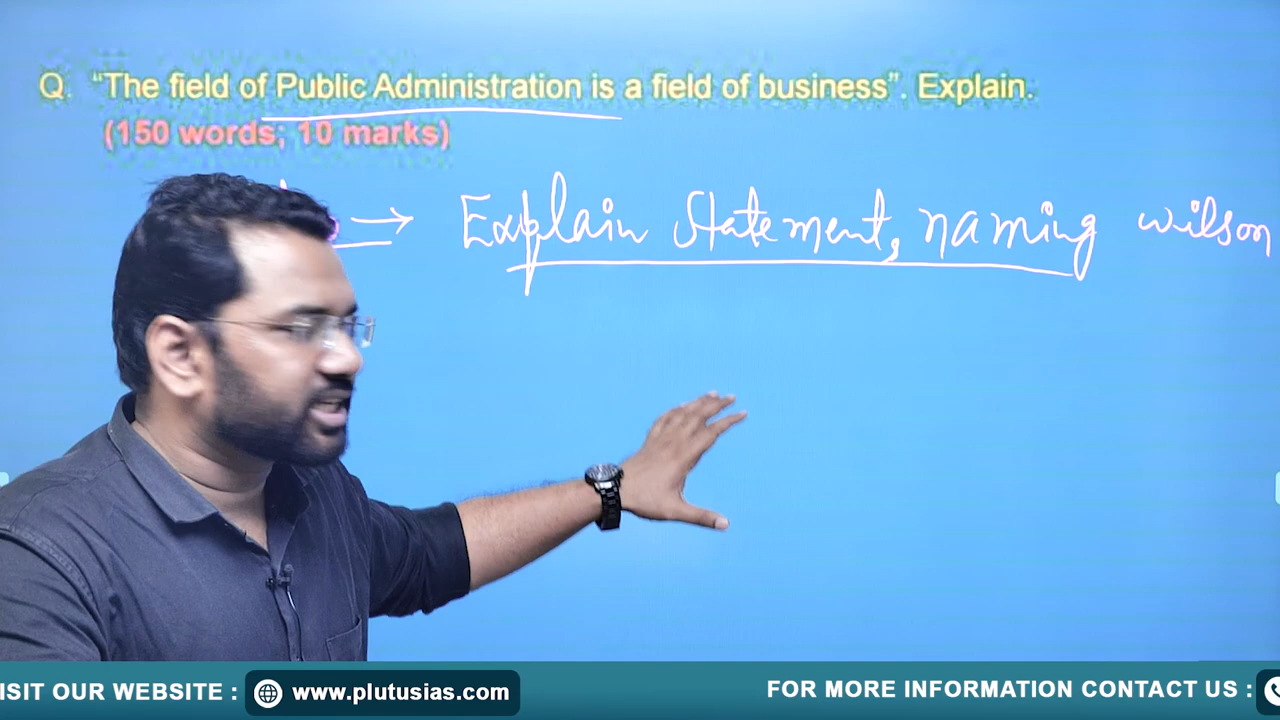 Q. “The field of Public Administration is a field of business”. Explain.
(150 words; 10 marks)
→ Explain Statement, naming wilson
ISIT OUR WEBSITE : www.plutusias.com
FOR MORE INFORMATION CONTACT US :